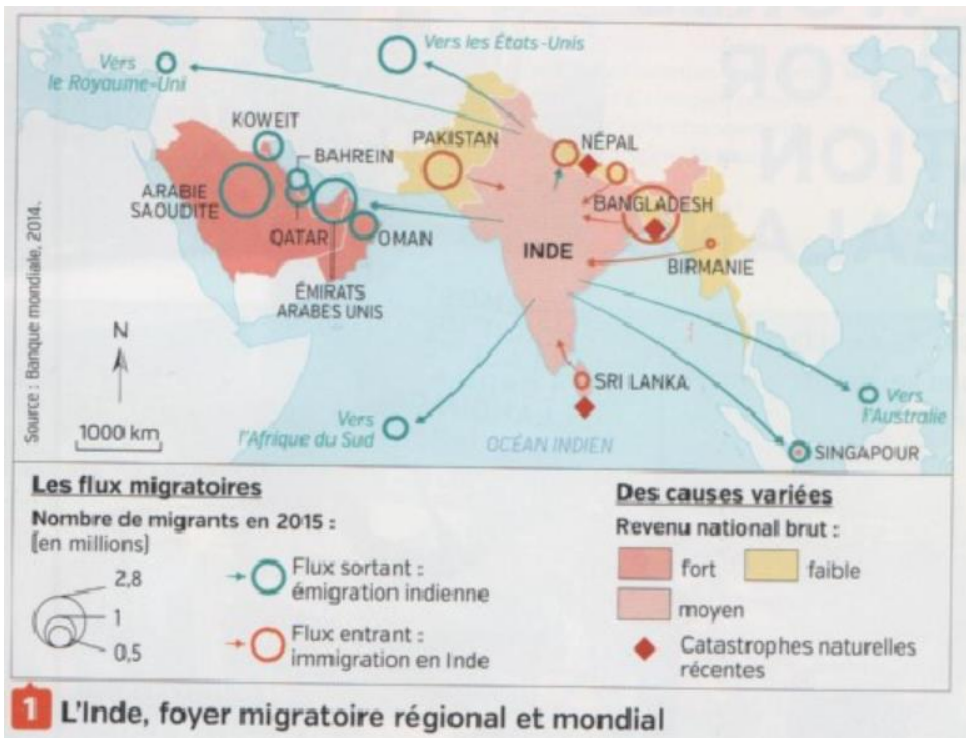 Vers les États-Unis
Vers
le Royaume-Uni
KOWEIT
PAKISTAN
NÉPAL
BAHREIN
ARABIE
SAOUDITE
BANGLADESH
QATAR
OMAN
INDE
BIRMANIE
ÉMIRATS
ARABES UNIS
N
SRI LANKA
Vers
l'Australie
Vers
l'Afrique du Sud
1000 km
OCÉAN INDIEN
SINGAPOUR
Source : Banque mondiale, 2014.
Les flux migratoires
Nombre de migrants en 2015 :
(en millions)
2,8
1
0,5
Flux sortant :
émigration indienne
Flux entrant :
immigration en Inde
Des causes variées
Revenu national brut :
fort
faible
moyen
Catastrophes naturelles
récentes
1 L'Inde, foyer migratoire régional et mondial